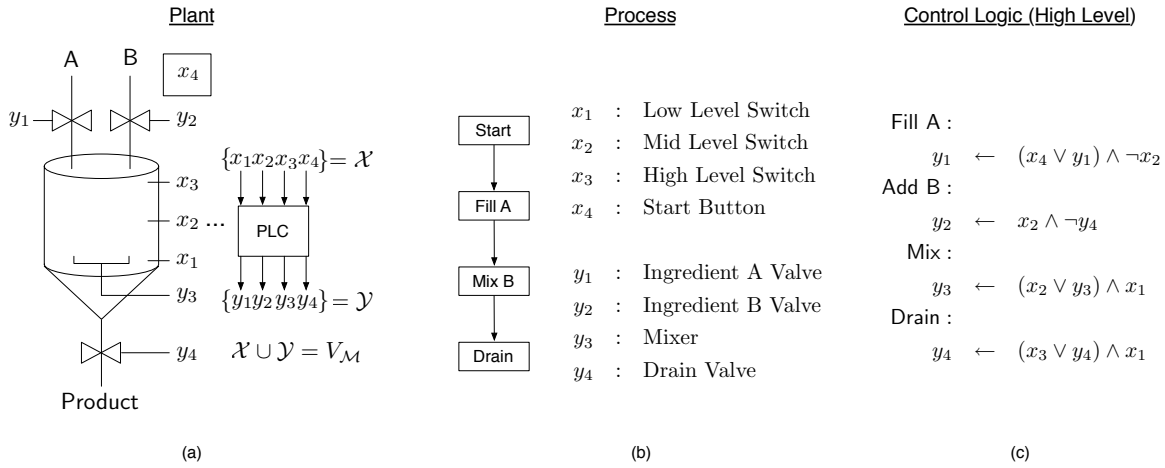 Plant
A B
x₄
y₁
y₂
{x₁x₂x₃x₄} = 𝒳
x₃
x₂ ...
PLC
x₁
y₃
{y₁y₂y₃y₄} = 𝒴
y₄
𝒳 ∪ 𝒴 = V_ℳ
Product
(a)
Process
Start
Fill A
Mix B
Drain
x₁ : Low Level Switch
x₂ : Mid Level Switch
x₃ : High Level Switch
x₄ : Start Button
y₁ : Ingredient A Valve
y₂ : Ingredient B Valve
y₃ : Mixer
y₄ : Drain Valve
(b)
Control Logic (High Level)
Fill A :
y₁ ← (x₄ ∨ y₁) ∧ ¬x₂
Add B :
y₂ ← x₂ ∧ ¬y₄
Mix :
y₃ ← (x₂ ∨ y₃) ∧ x₁
Drain :
y₄ ← (x₃ ∨ y₄) ∧ x₁
(c)